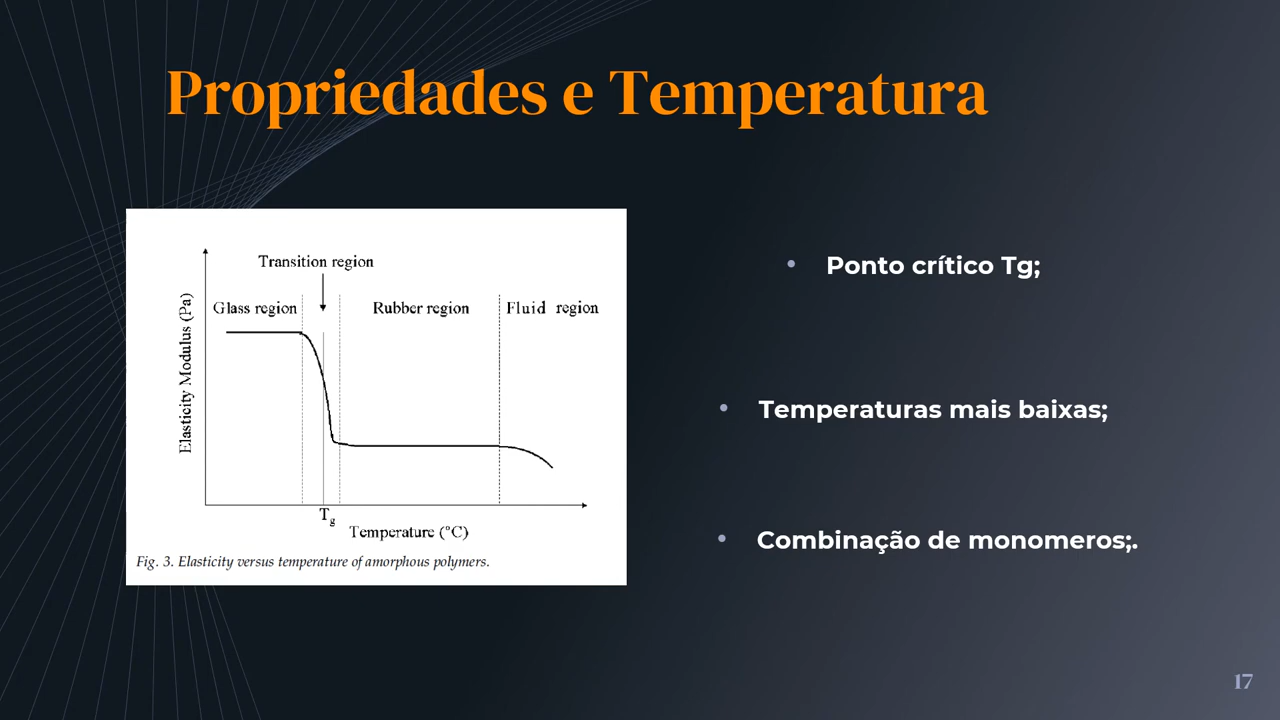 Propriedades e Temperatura
Transition region
Glass region
Rubber region
Fluid region
Elasticity Modulus (Pa)
Tg
Temperature (°C)
Fig. 3. Elasticity versus temperature of amorphous polymers.
• Ponto crítico Tg;
• Temperaturas mais baixas;
• Combinação de monomeros;.
17